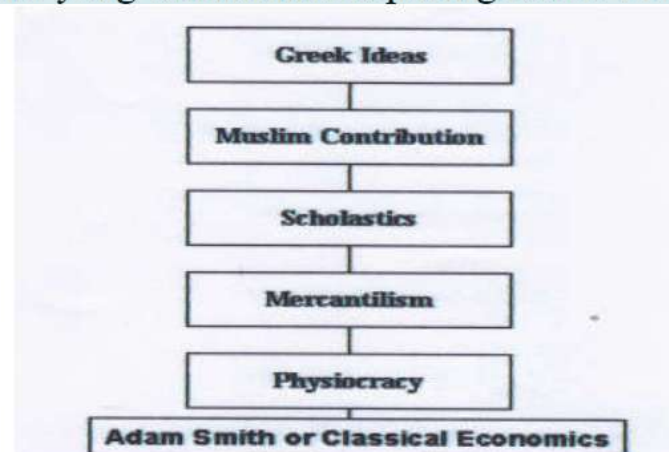 Greek Ideas
Muslim Contribution
Scholastics
Mercantilism
Physiocracy
Adam Smith or Classical Economics